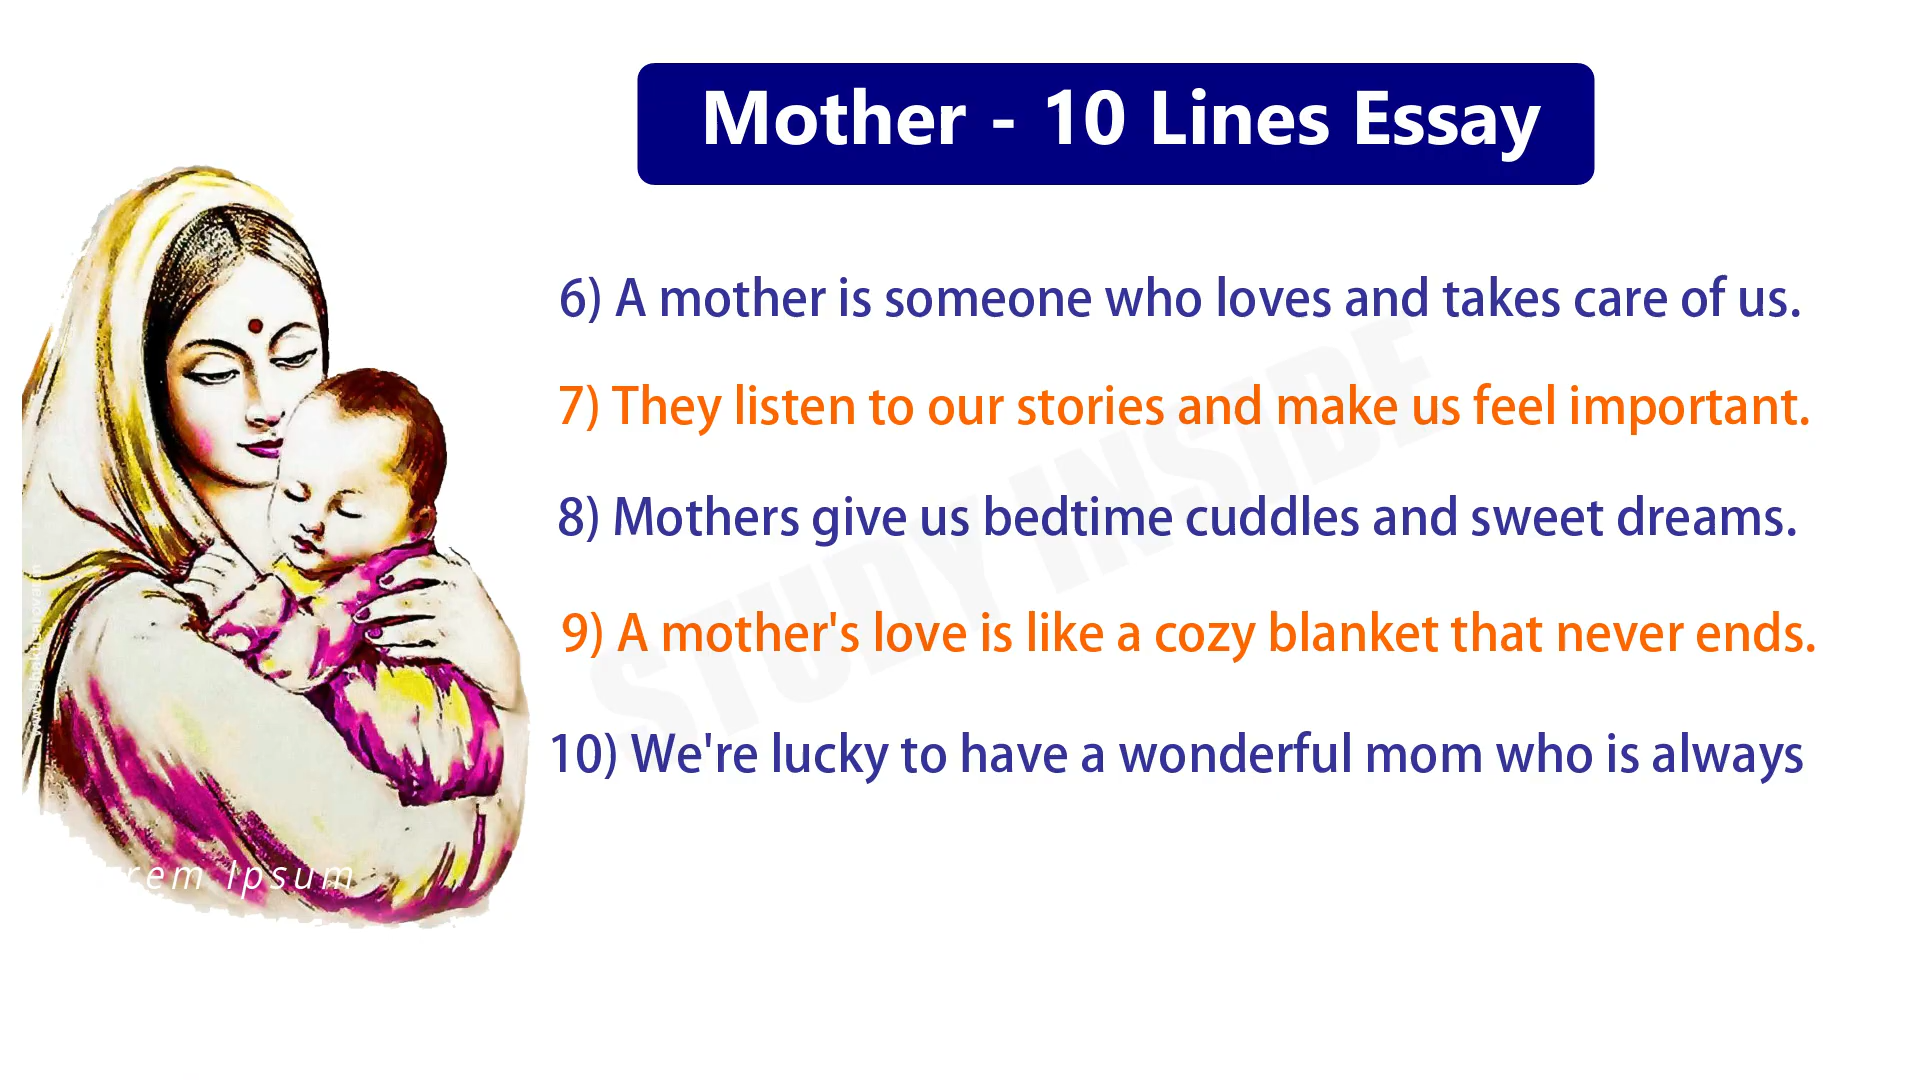 Mother - 10 Lines Essay
6) A mother is someone who loves and takes care of us.
7) They listen to our stories and make us feel important.
8) Mothers give us bedtime cuddles and sweet dreams.
9) A mother's love is like a cozy blanket that never ends.
10) We're lucky to have a wonderful mom who is always
STUDY INSIDE
rem Ipsum